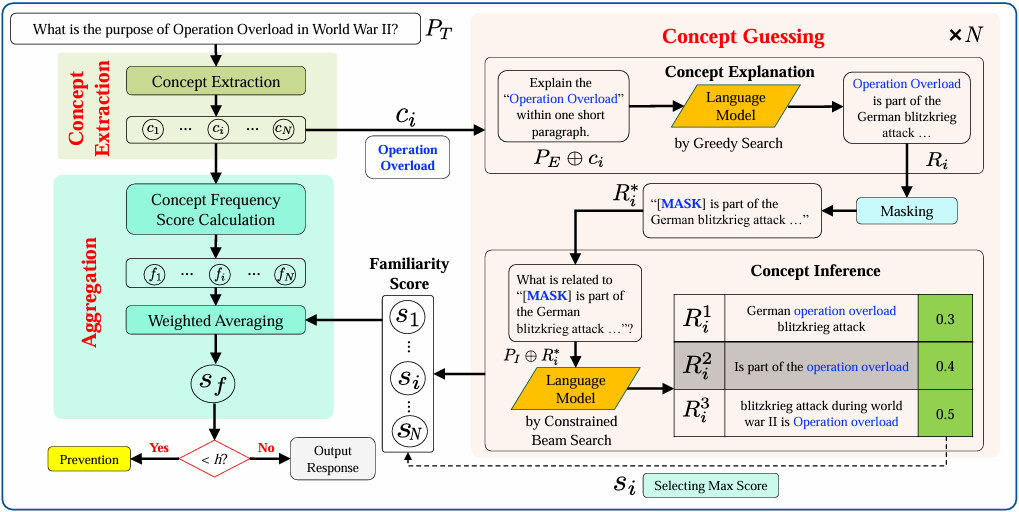 What is the purpose of Operation Overload in World War II?
P_T
Concept Extraction
Concept Extraction
c_1 ... c_i ... c_N
c_i
Operation
Overload
Concept Guessing
×N
Concept Explanation
Explain the
“Operation Overload”
within one short
paragraph.
P_E ⊕ c_i
Language
Model
by Greedy Search
Operation Overload
is part of the
German blitzkrieg
attack …
R_i
Masking
“[MASK] is part of the
German blitzkrieg attack …”
R_i^*
Aggregation
Concept Frequency
Score Calculation
f_1 ... f_i ... f_N
Weighted Averaging
s_f
< h?
Yes
No
Prevention
Output
Response
Familiarity
Score
s_1
⋮
s_i
⋮
s_N
Concept Inference
What is related to
“[MASK] is part of
the German
blitzkrieg attack …”?
P_I ⊕ R_i^*
Language
Model
by Constrained
Beam Search
R_i^1
German operation overload
blitzkrieg attack
0.3
R_i^2
Is part of the operation overload
0.4
R_i^3
blitzkrieg attack during world
war II is Operation overload
0.5
s_i
Selecting Max Score